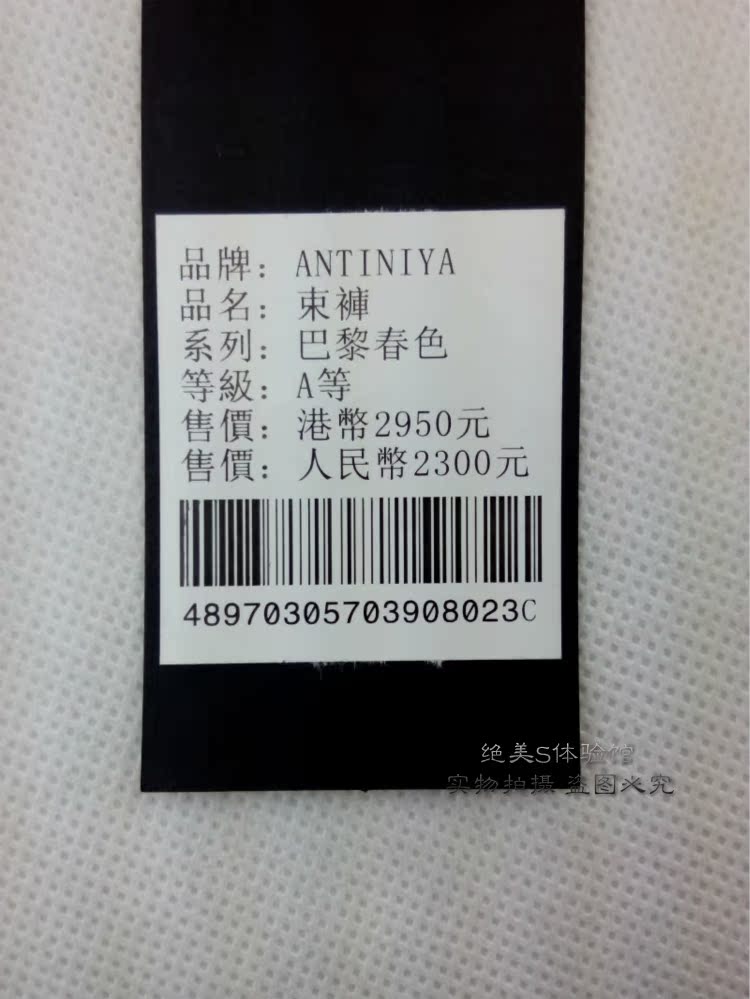 品牌: ANTINIYA
品名: 束褲
系列: 巴黎春色
等級: A等
售價: 港幣2950元
售價: 人民幣2300元
48970305703908023C
绝美S体验馆
实物拍摄 盗图必究